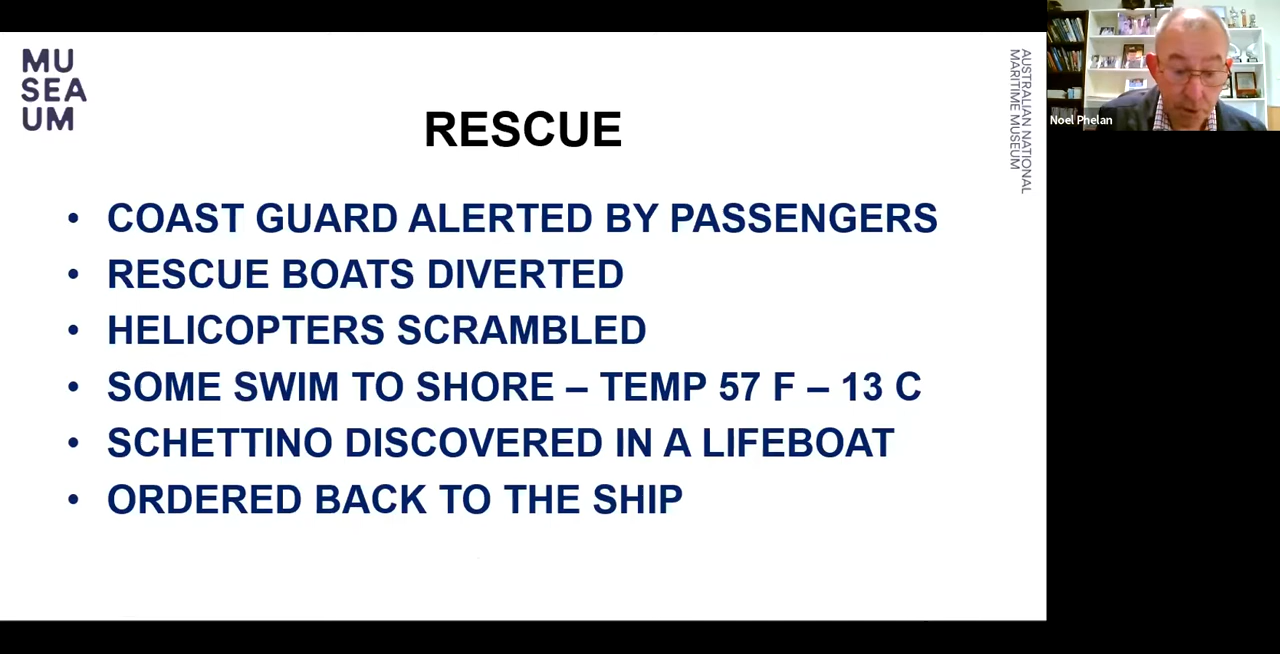 MU
SEA
UM
AUSTRALIAN NATIONAL
MARITIME MUSEUM
Noel Phelan
RESCUE
• COAST GUARD ALERTED BY PASSENGERS
• RESCUE BOATS DIVERTED
• HELICOPTERS SCRAMBLED
• SOME SWIM TO SHORE – TEMP 57 F – 13 C
• SCHETTINO DISCOVERED IN A LIFEBOAT
• ORDERED BACK TO THE SHIP